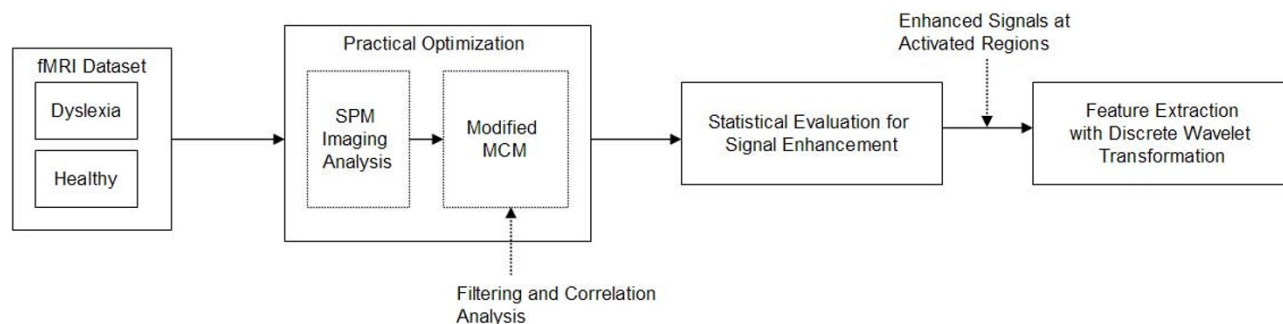 fMRI Dataset
Dyslexia
Healthy
Practical Optimization
SPM
Imaging
Analysis
Modified
MCM
Filtering and Correlation
Analysis
Statistical Evaluation for
Signal Enhancement
Enhanced Signals at
Activated Regions
Feature Extraction
with Discrete Wavelet
Transformation